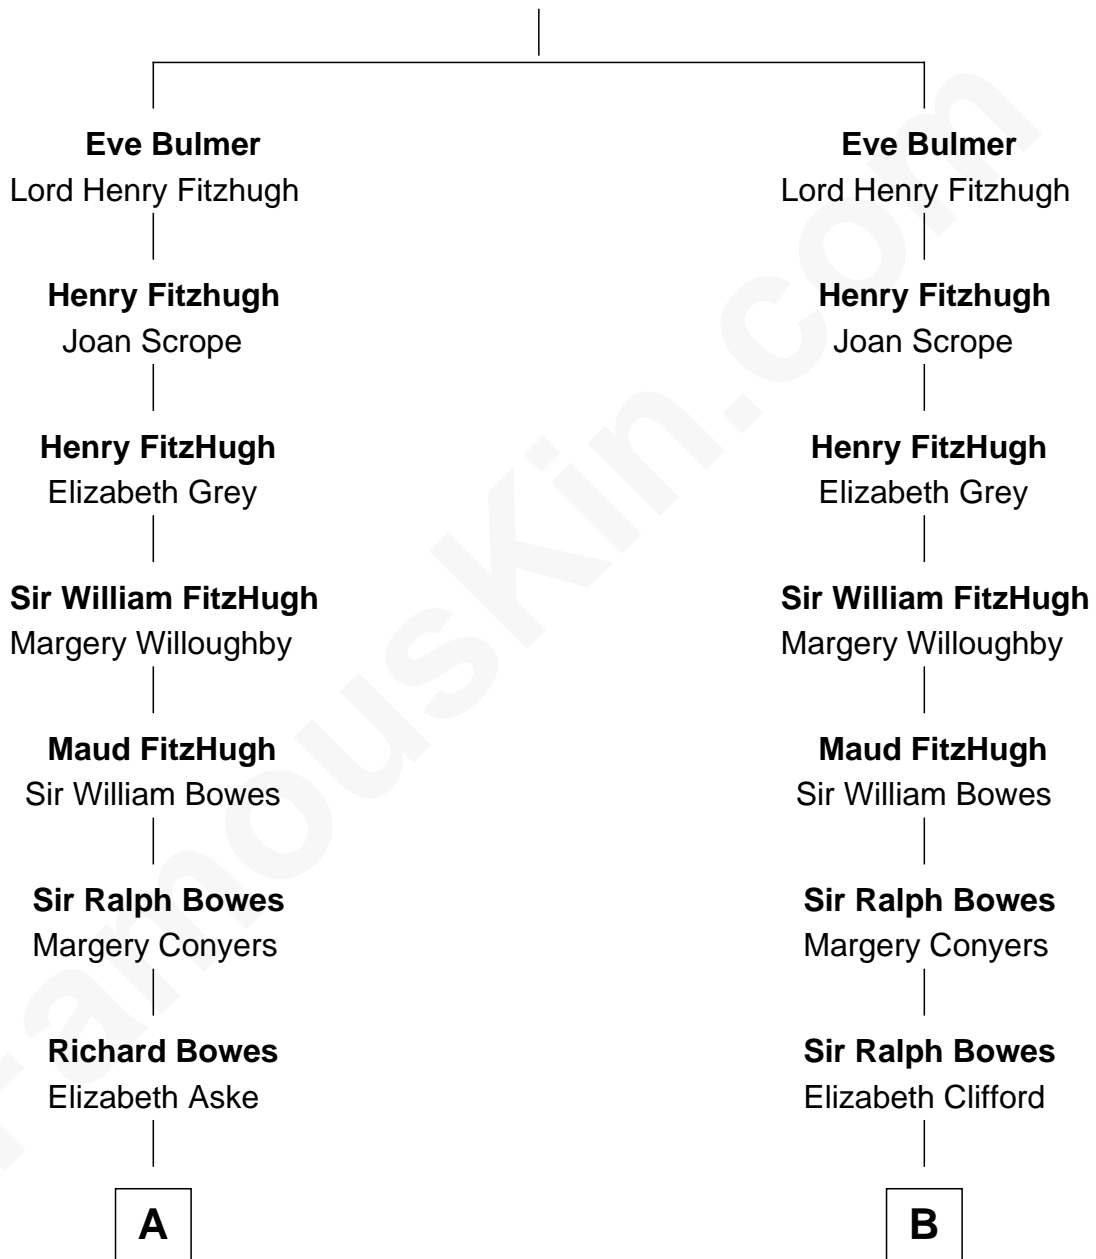 Eve Bulmer
Lord Henry Fitzhugh
Henry Fitzhugh
Joan Scrope
Henry FitzHugh
Elizabeth Grey
Sir William FitzHugh
Margery Willoughby
Maud FitzHugh
Sir William Bowes
Sir Ralph Bowes
Margery Conyers
Richard Bowes
Elizabeth Aske
A
Eve Bulmer
Lord Henry Fitzhugh
Henry Fitzhugh
Joan Scrope
Henry FitzHugh
Elizabeth Grey
Sir William FitzHugh
Margery Willoughby
Maud FitzHugh
Sir William Bowes
Sir Ralph Bowes
Margery Conyers
Sir Ralph Bowes
Elizabeth Clifford
B
FamousKin.com